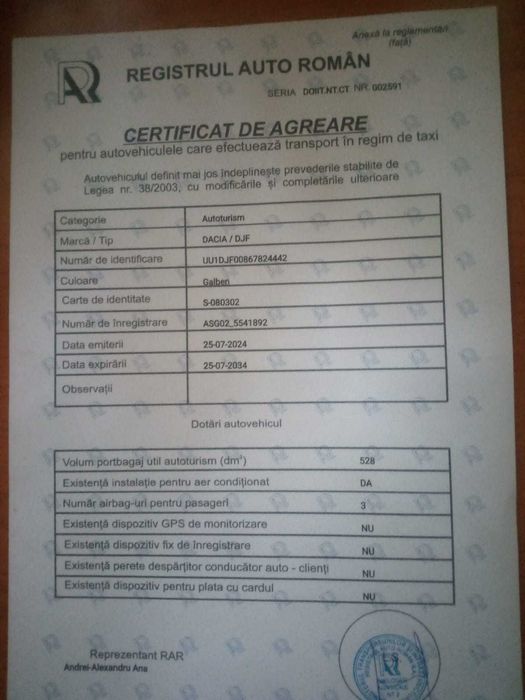 Anexă la reglementări
(față)
REGISTRUL AUTO ROMÂN
SERIA DOIIT.NT.CT NR. 002591
CERTIFICAT DE AGREARE
pentru autovehiculele care efectuează transport în regim de taxi
Autovehiculul definit mai jos îndeplinește prevederile stabilite de
Legea nr. 38/2003, cu modificările și completările ulterioare
Categorie Autoturism
Marcă / Tip DACIA / DJF
Număr de identificare UU1DJF00867824442
Culoare Galben
Carte de identitate S-080302
Număr de înregistrare ASG02_5541892
Data emiterii 25-07-2024
Data expirării 25-07-2034
Observații
Dotări autovehicul
Volum portbagaj util autoturism (dm³) 528
Existență instalație pentru aer condiționat DA
Număr airbag-uri pentru pasageri 3
Existență dispozitiv GPS de monitorizare NU
Existență dispozitiv fix de înregistrare NU
Existență perete despărțitor conducător auto - clienți NU
Existență dispozitiv pentru plata cu cardul NU
Reprezentant RAR
Andrei-Alexandru Ana